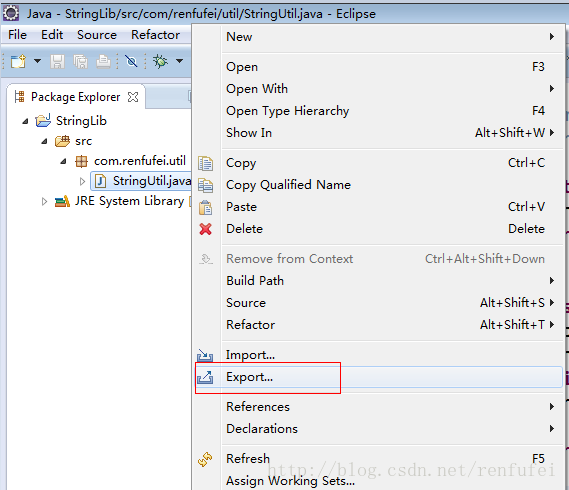 Java - StringLib/src/com/renfufei/util/StringUtil.java - Eclipse
File Edit Source Refactor
Package Explorer
StringLib
src
com.renfufei.util
StringUtil.java
JRE System Library [
New
Open F3
Open With
Open Type Hierarchy F4
Show In Alt+Shift+W
Copy Ctrl+C
Copy Qualified Name
Paste Ctrl+V
Delete Delete
Remove from Context Ctrl+Alt+Shift+Down
Build Path
Source Alt+Shift+S
Refactor Alt+Shift+T
Import...
Export...
References
Declarations
Refresh F5
http://blog.csdn.net/renfufei
Assign Working Sets...